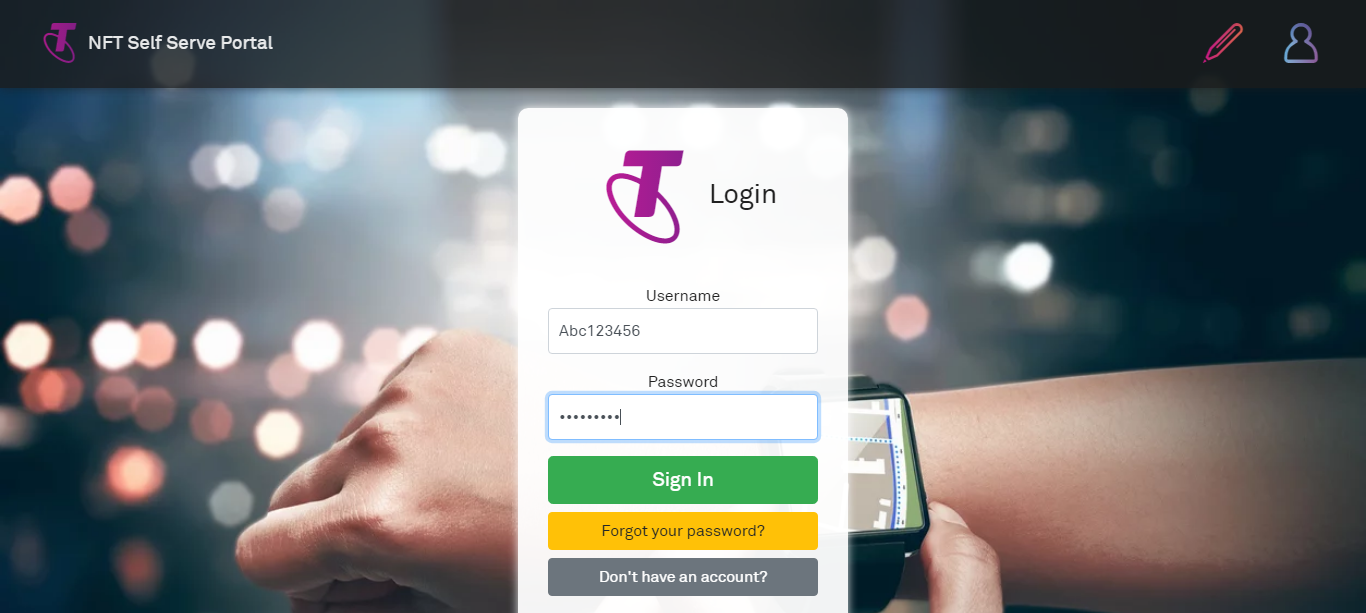 NFT Self Serve Portal
Login
Username
Abc123456
Password
•••••••••
Sign In
Forgot your password?
Don't have an account?